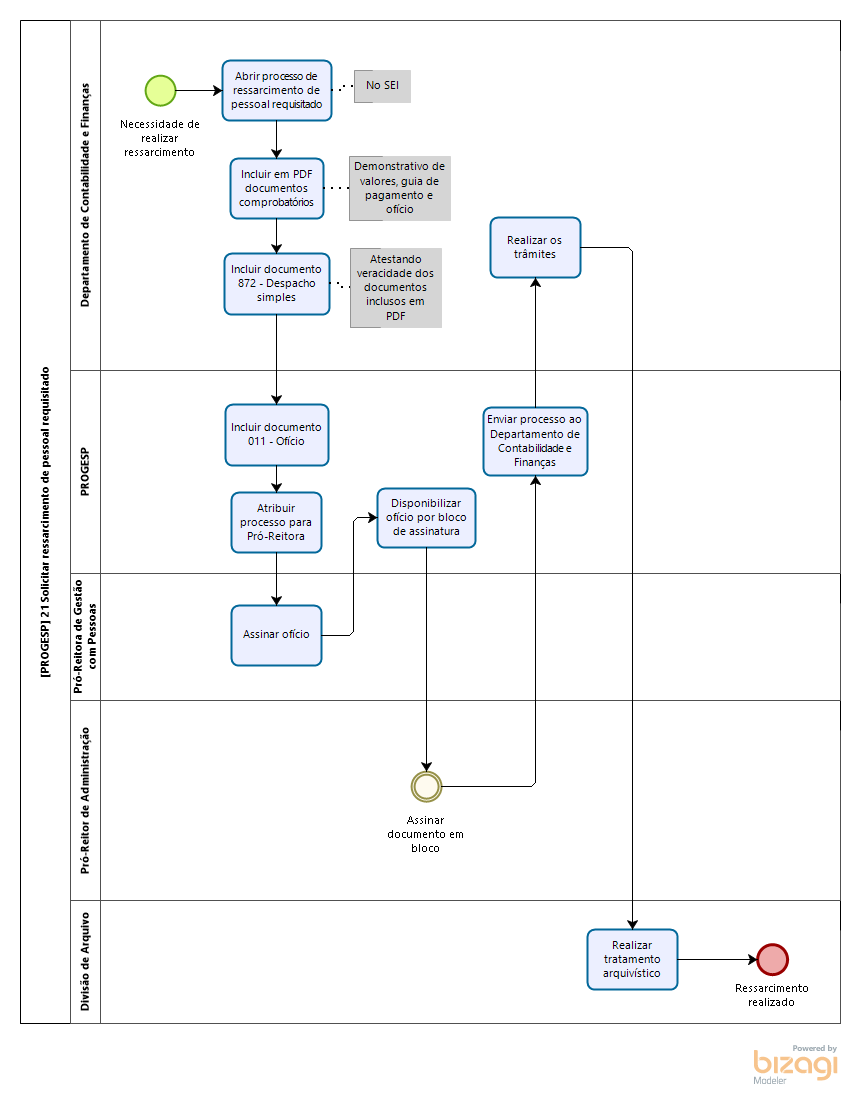 [PROGESP] 21 Solicitar ressarcimento de pessoal requisitado
Departamento de Contabilidade e Finanças
Necessidade de
realizar
ressarcimento
Abrir processo de
ressarcimento de
pessoal requisitado
No SEI
Incluir em PDF
documentos
comprobatórios
Demonstrativo de
valores, guia de
pagamento e
ofício
Incluir documento
872 - Despacho
simples
Atestando
veracidade dos
documentos
inclusos em
PDF
Realizar os
trâmites
PROGESP
Incluir documento
011 - Ofício
Atribuir
processo para
Pró-Reitora
Disponibilizar
ofício por bloco
de assinatura
Enviar processo ao
Departamento de
Contabilidade e
Finanças
Pró-Reitora de Gestão
com Pessoas
Assinar ofício
Pró-Reitor de Administração
Assinar
documento em
bloco
Divisão de Arquivo
Realizar
tratamento
arquivístico
Ressarcimento
realizado
Powered by
bizagi
Modeler